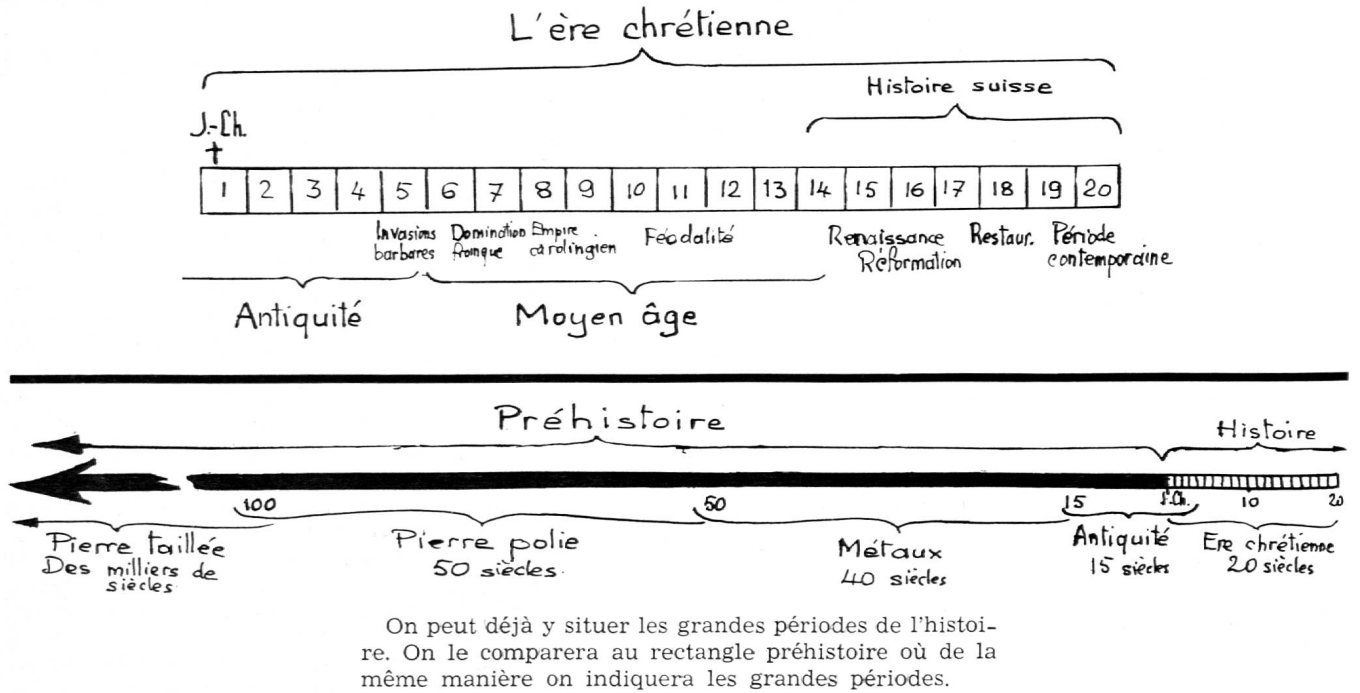 L'ère chrétienne
Histoire suisse
J.-Ch.
1 2 3 4 5 6 7 8 9 10 11 12 13 14 15 16 17 18 19 20
Invasions barbares
Domination franque
Empire carolingien
Féodalité
Renaissance
Réformation
Restaur.
Période contemporaine
Antiquité
Moyen âge
Préhistoire
Histoire
100 50 15 J.Ch. 10 20
Pierre taillée
Des milliers de
siècles
Pierre polie
50 siècles.
Métaux
40 siècles
Antiquité
15 siècles
Ere chrétienne
20 siècles
On peut déjà y situer les grandes périodes de l'histoi-
re. On le comparera au rectangle préhistoire où de la
même manière on indiquera les grandes périodes.